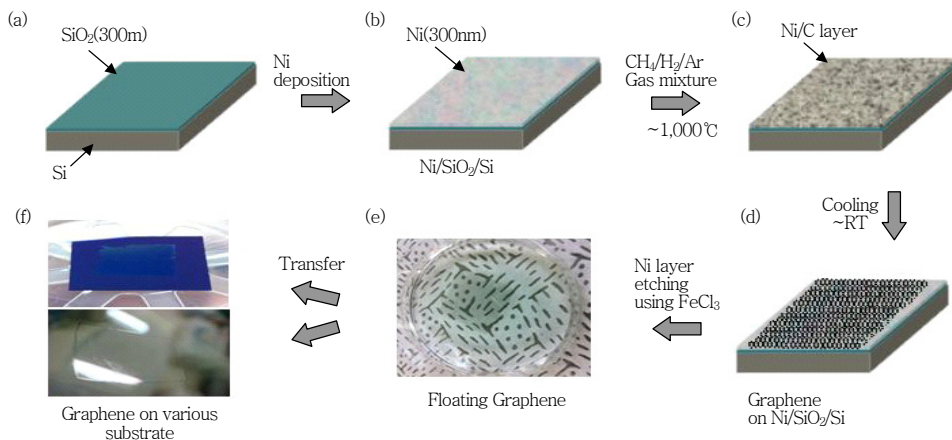 (a)
SiO₂(300m)
Si
Ni
deposition
(b)
Ni(300nm)
Ni/SiO₂/Si
CH₄/H₂/Ar
Gas mixture
~1,000℃
(c)
Ni/C layer
Cooling
~RT
(d)
Graphene
on Ni/SiO₂/Si
Ni layer
etching
using FeCl₃
(e)
Floating Graphene
Transfer
(f)
Graphene on various
substrate